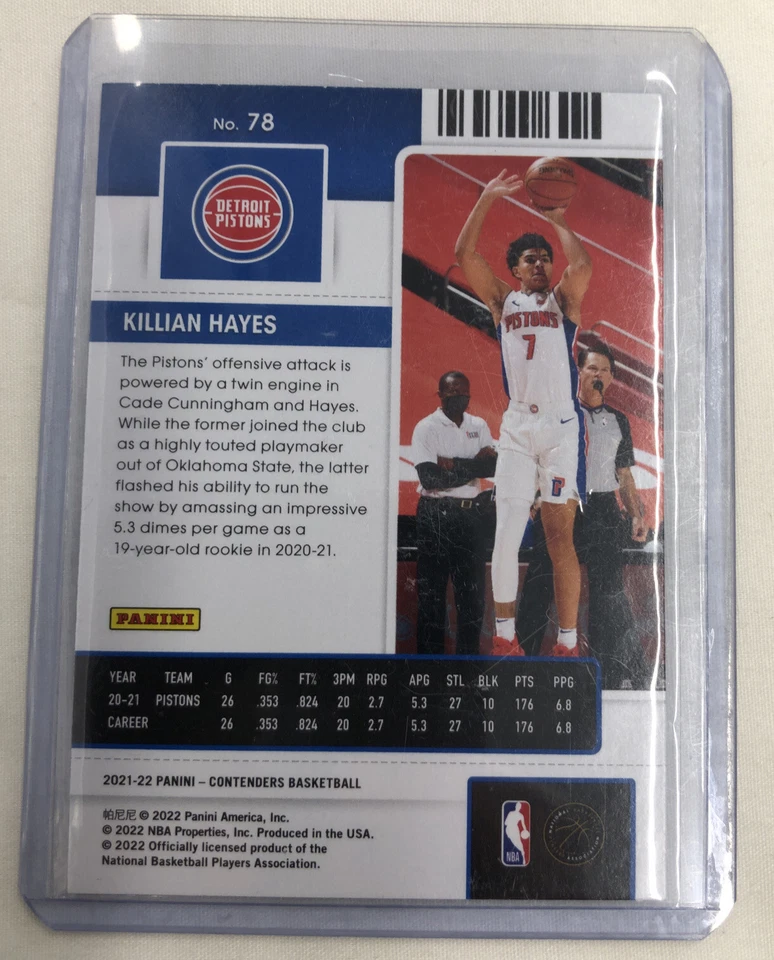 No. 78
DETROIT
PISTONS
KILLIAN HAYES
The Pistons' offensive attack is
powered by a twin engine in
Cade Cunningham and Hayes.
While the former joined the club
as a highly touted playmaker
out of Oklahoma State, the latter
flashed his ability to run the
show by amassing an impressive
5.3 dimes per game as a
19-year-old rookie in 2020-21.
PISTONS
7
PANINI
YEAR TEAM G FG% FT% 3PM RPG APG STL BLK PTS PPG
20-21 PISTONS 26 .353 .824 20 2.7 5.3 27 10 176 6.8
CAREER 26 .353 .824 20 2.7 5.3 27 10 176 6.8
2021-22 PANINI – CONTENDERS BASKETBALL
帕尼尼 © 2022 Panini America, Inc.
© 2022 NBA Properties, Inc. Produced in the USA.
© 2022 Officially licensed product of the
National Basketball Players Association.
NBA